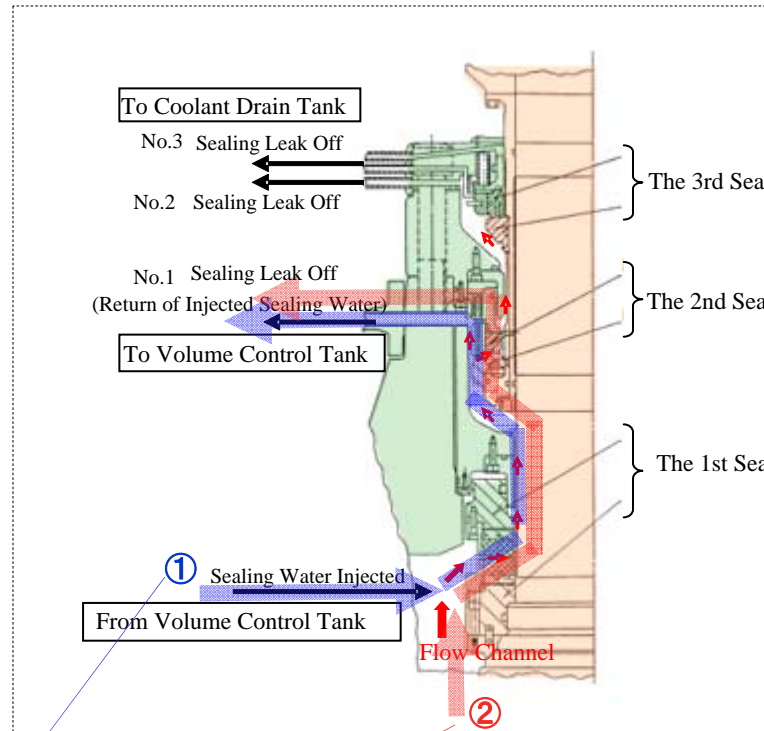 To Coolant Drain Tank
No.3 Sealing Leak Off
No.2 Sealing Leak Off
The 3rd Sea
No.1 Sealing Leak Off
(Return of Injected Sealing Water)
The 2nd Sea
To Volume Control Tank
The 1st Sea
①
Sealing Water Injected
From Volume Control Tank
Flow Channel
②